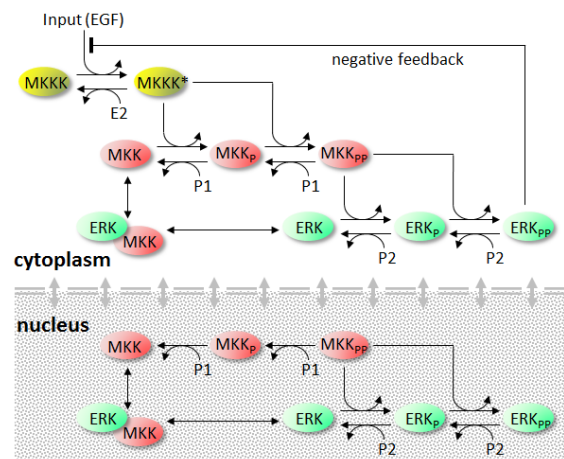 Input (EGF)
negative feedback
MKKK
MKKK*
E2
MKK
MKKP
MKKPP
P1
P1
ERK
MKK
ERK
ERKP
ERKPP
P2
P2
cytoplasm
nucleus
MKK
MKKP
MKKPP
P1
P1
ERK
MKK
ERK
ERKP
ERKPP
P2
P2